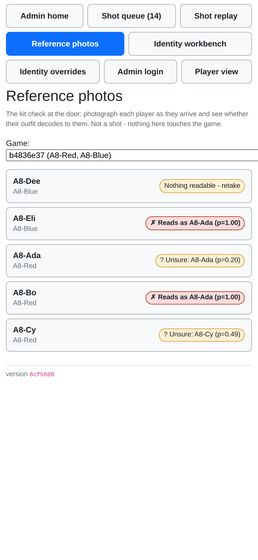 Admin home
Shot queue (14)
Shot replay
Reference photos
Identity workbench
Identity overrides
Admin login
Player view
Reference photos
The kit check at the door: photograph each player as they arrive and see whether
their outfit decodes to them. Not a shot - nothing here touches the game.
Game:
b4836e37 (A8-Red, A8-Blue)
A8-Dee
A8-Blue
Nothing readable - retake
A8-Eli
A8-Blue
✗ Reads as A8-Ada (p=1.00)
A8-Ada
A8-Red
? Unsure: A8-Ada (p=0.20)
A8-Bo
A8-Red
✗ Reads as A8-Ada (p=1.00)
A8-Cy
A8-Red
? Unsure: A8-Cy (p=0.49)
version 6cf5688